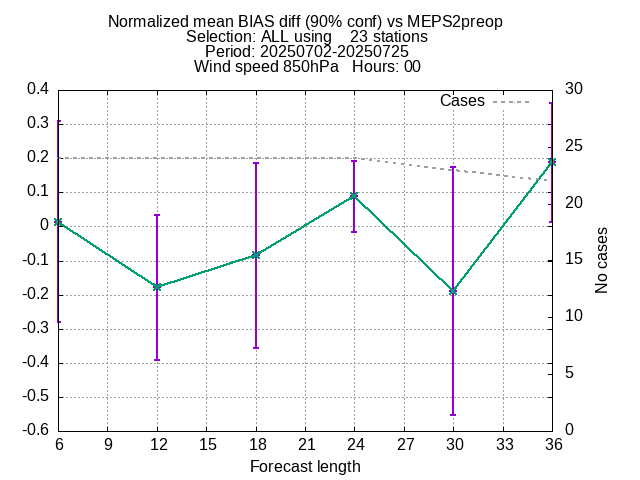 Normalized mean BIAS diff (90% conf) vs MEPS2preop
Selection: ALL using    23 stations
Period: 20250702-20250725
Wind speed 850hPa   Hours: 00
Cases
0.4
0.3
0.2
0.1
0
-0.1
-0.2
-0.3
-0.4
-0.5
-0.6
30
25
20
15
10
5
0
No cases
6 9 12 15 18 21 24 27 30 33 36
Forecast length